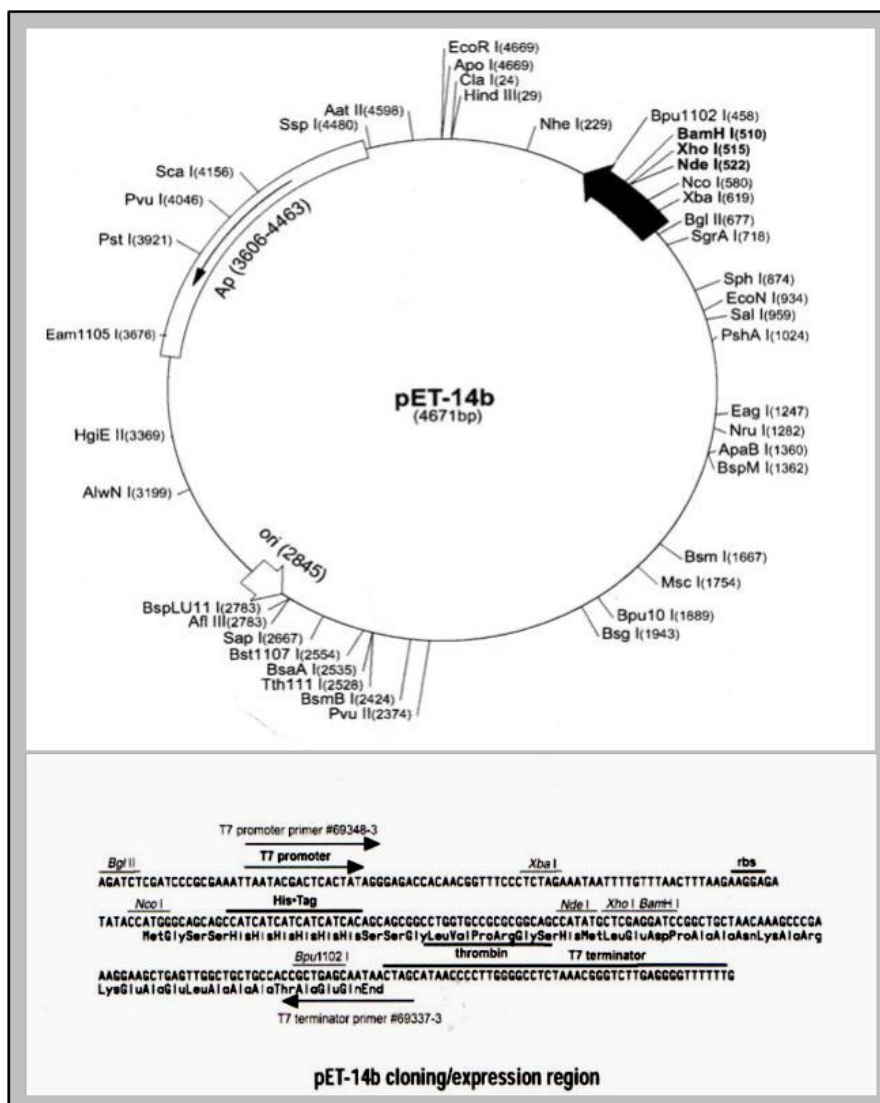 EcoR I(4669)
Apo I(4669)
Cla I(24)
Hind III(29)
Aat II(4598)
Ssp I(4480)
Nhe I(229)
Bpu1102 I(458)
BamH I(510)
Xho I(515)
Nde I(522)
Nco I(580)
Xba I(619)
Bgl II(677)
SgrA I(718)
Sca I(4156)
Pvu I(4046)
Pst I(3921)
Ap (3606-4463)
Sph I(874)
EcoN I(934)
Sal I(959)
PshA I(1024)
Eam1105 I(3676)
pET-14b
(4671bp)
Eag I(1247)
Nru I(1282)
ApaB I(1360)
BspM I(1362)
HgiE II(3369)
AlwN I(3199)
ori (2845)
Bsm I(1667)
Msc I(1754)
Bpu10 I(1889)
Bsg I(1943)
BspLU11 I(2783)
Afl III(2783)
Sap I(2667)
Bst1107 I(2554)
BsaA I(2535)
Tth111 I(2528)
BsmB I(2424)
Pvu II(2374)
T7 promoter primer #69348-3
Bgl II T7 promoter Xba I rbs
AGATCTCGATCCCGCGAAATTAATACGACTCACTATAGGGAGACCACAACGGTTTCCCTCTAGAAATAATTTTGTTTAACTTTAAGAAGGAGA
Nco I His•Tag Nde I Xho I BamH I
TATACCATGGGCAGCAGCCATCATCATCATCATCACAGCAGCGGCCTGGTGCCGCGCGGCAGCCATATGCTCGAGGATCCGGCTGCTAACAAAGCCCGA
MetGlySerSerHisHisHisHisHisHisSerSerGlyLeuValProArgGlySerHisMetLeuGluAspProAlaAlaAsnLysAlaArg
Bpu1102 I thrombin T7 terminator
AAGGAAGCTGAGTTGGCTGCTGCCACCGCTGAGCAATAACTAGCATAACCCCTTGGGGCCTCTAAACGGGTCTTGAGGGGTTTTTTG
LysGluAlaGluLeuAlaAlaAlaThrAlaGluGlnEnd
T7 terminator primer #69337-3
pET-14b cloning/expression region